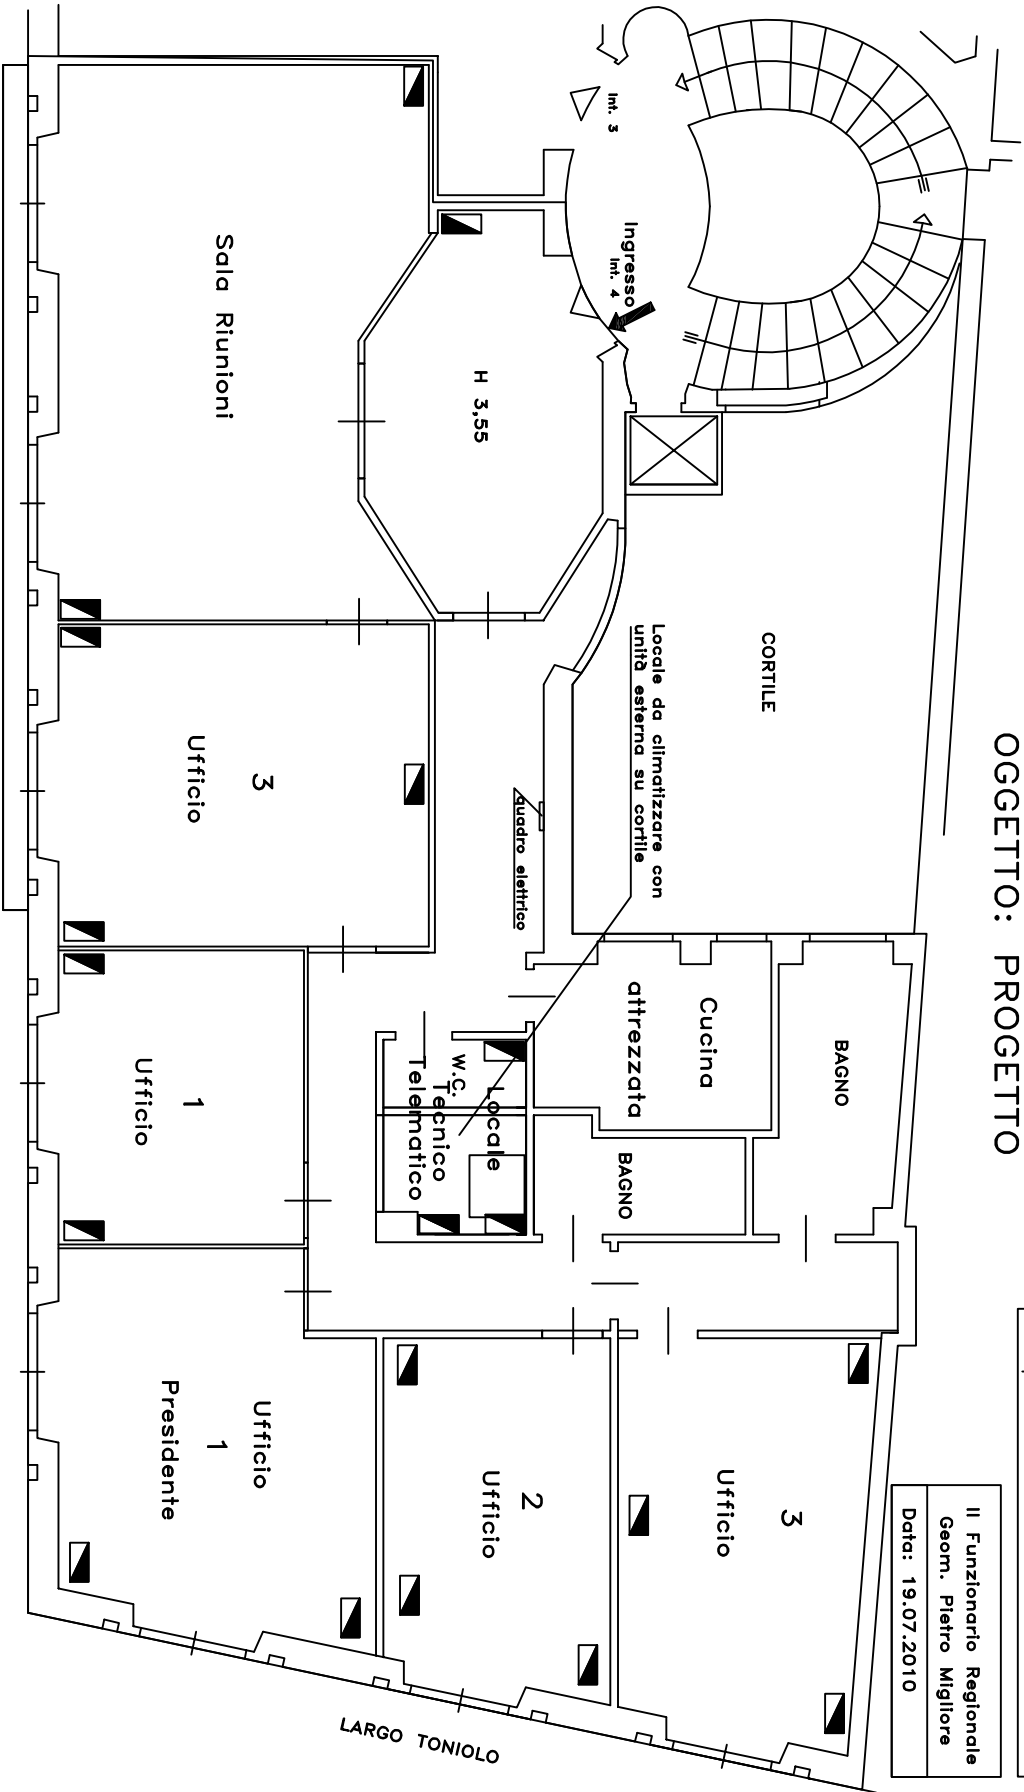 OGGETTO: PROGETTO
Il Funzionario Regionale
Geom. Pietro Migliore
Data: 19.07.2010
CORTILE
BAGNO
Cucina
attrezzata
BAGNO
Locale da climatizzare con
unità esterna su cortile
Int. 3
Ingresso
Int. 4
H 3,55
quadro elettrico
W.C.
Locale
Tecnico
Telematico
3
Ufficio
2
Ufficio
Sala Riunioni
3
Ufficio
1
Ufficio
Ufficio
1
Presidente
LARGO TONIOLO